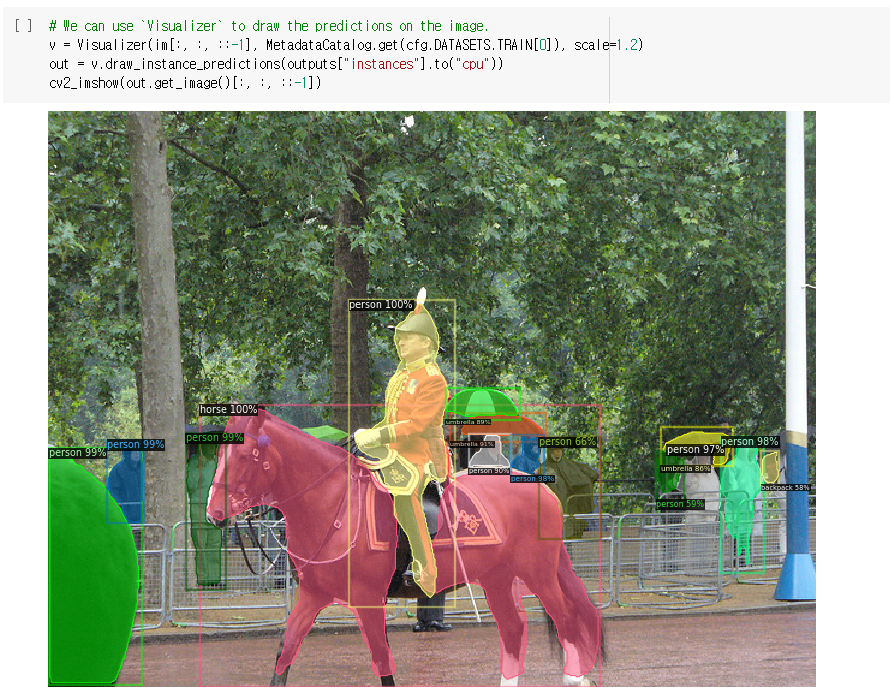 [ ] # We can use `Visualizer` to draw the predictions on the image.
v = Visualizer(im[:, :, ::-1], MetadataCatalog.get(cfg.DATASETS.TRAIN[0]), scale=1.2)
out = v.draw_instance_predictions(outputs["instances"].to("cpu"))
cv2_imshow(out.get_image()[:, :, ::-1])
person 100%
horse 100%
umbrella 89%
person 99%
person 99%
person 99%
umbrella 91%
person 66%
person 90%
person 98%
person 97%
person 98%
umbrella 86%
backpack 58%
person 59%